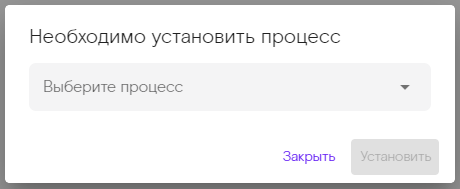 Необходимо установить процесс
Выберите процесс
Закрыть
Установить